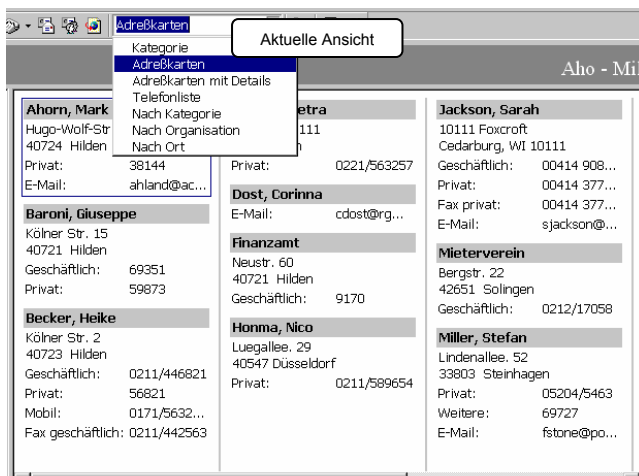 Adreßkarten
Aktuelle Ansicht
Kategorie
Adreßkarten
Adreßkarten mit Details
Telefonliste
Nach Kategorie
Nach Organisation
Nach Ort
Aho - Mi
Ahorn, Mark
Hugo-Wolf-Str
40724 Hilden
Privat: 38144
E-Mail: ahland@ac...
Baroni, Giuseppe
Kölner Str. 15
40721 Hilden
Geschäftlich: 69351
Privat: 59873
Becker, Heike
Kölner Str. 2
40723 Hilden
Geschäftlich: 0211/446821
Privat: 56821
Mobil: 0171/5632...
Fax geschäftlich: 0211/442563
etra
111
Privat: 0221/563257
Dost, Corinna
E-Mail: cdost@rg...
Finanzamt
Neustr. 60
40721 Hilden
Geschäftlich: 9170
Honma, Nico
Luegallee. 29
40547 Düsseldorf
Privat: 0211/589654
Jackson, Sarah
10111 Foxcroft
Cedarburg, WI 10111
Geschäftlich: 00414 908...
Privat: 00414 377...
Fax privat: 00414 377...
E-Mail: sjackson@...
Mieterverein
Bergstr. 22
42651 Solingen
Geschäftlich: 0212/17058
Miller, Stefan
Lindenallee. 52
33803 Steinhagen
Privat: 05204/5463
Weitere: 69727
E-Mail: fstone@po...